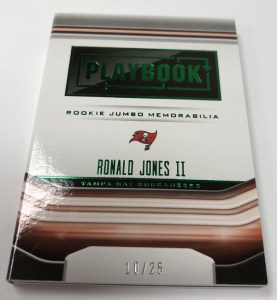 PLAYBOOK
ROOKIE JUMBO MEMORABILIA
RONALD JONES II
TAMPA BAY BUCCANEERS
10/25